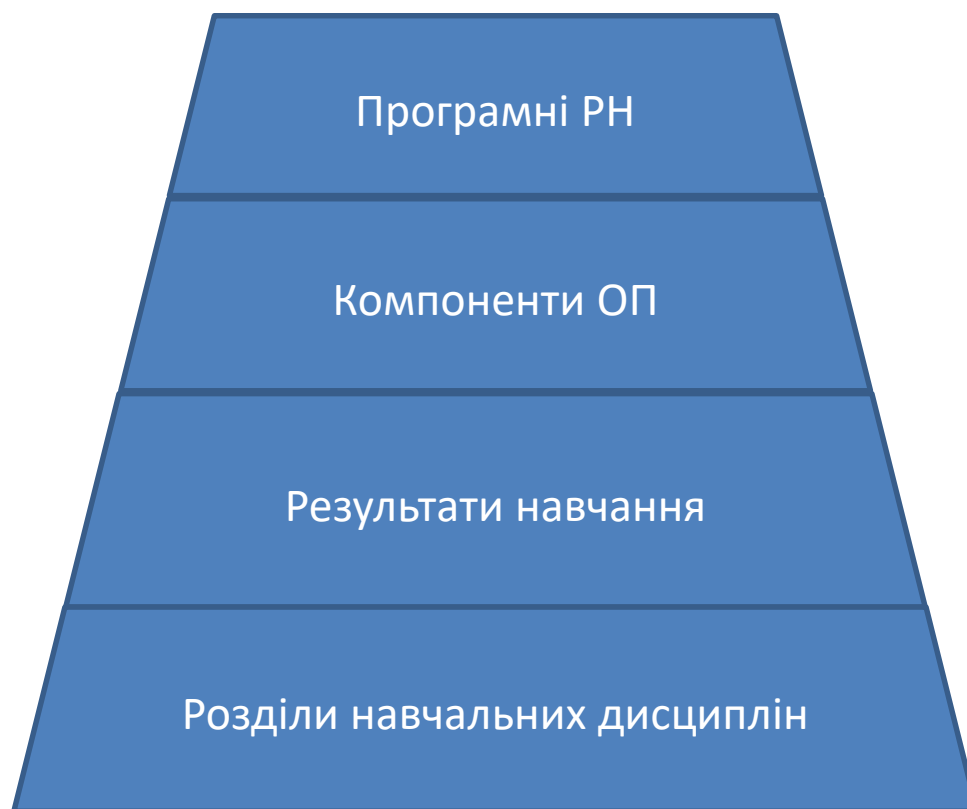 Програмні РН
Компоненти ОП
Результати навчання
Розділи навчальних дисциплін